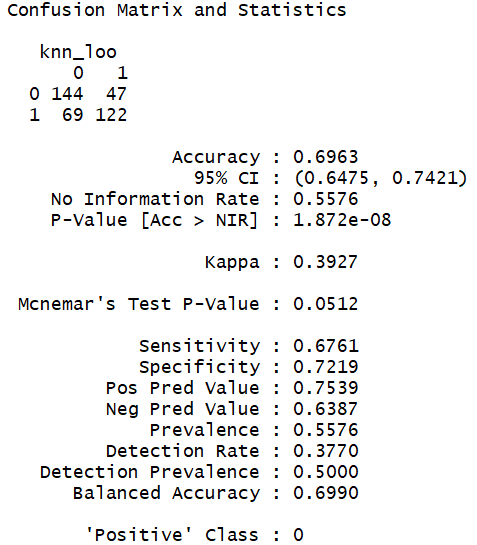 Confusion Matrix and Statistics
knn_loo
0 1
0 144 47
1 69 122
Accuracy : 0.6963
95% CI : (0.6475, 0.7421)
No Information Rate : 0.5576
P-Value [Acc > NIR] : 1.872e-08
Kappa : 0.3927
Mcnemar's Test P-Value : 0.0512
Sensitivity : 0.6761
Specificity : 0.7219
Pos Pred Value : 0.7539
Neg Pred Value : 0.6387
Prevalence : 0.5576
Detection Rate : 0.3770
Detection Prevalence : 0.5000
Balanced Accuracy : 0.6990
'Positive' Class : 0